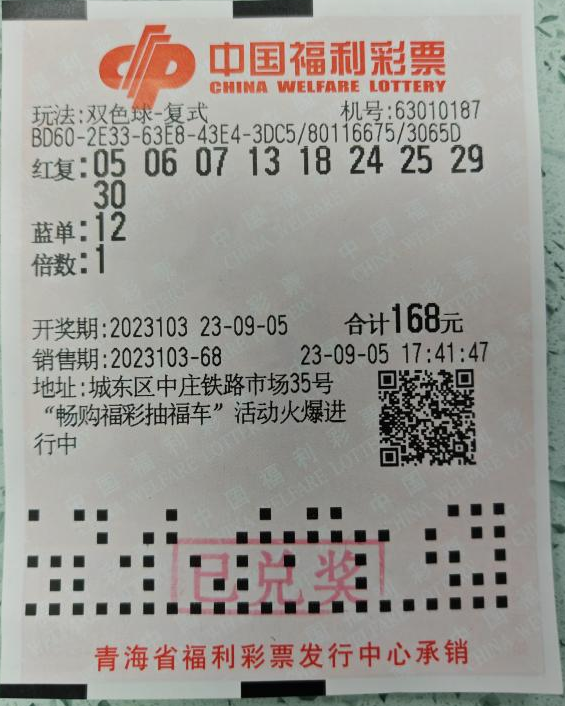 中国福利彩票
CHINA WELFARE LOTTERY
玩法:双色球-复式 机号:63010187
BD60-2E33-63E8-43E4-3DC5/80116675/3065D
红复:05 06 07 13 18 24 25 29
30
蓝单:12
倍数:1
开奖期:2023103 23-09-05 合计168元
销售期:2023103-68 23-09-05 17:41:47
地址:城东区中庄铁路市场35号
“畅购福彩抽福车”活动火爆进
行中
已兑奖
青海省福利彩票发行中心承销